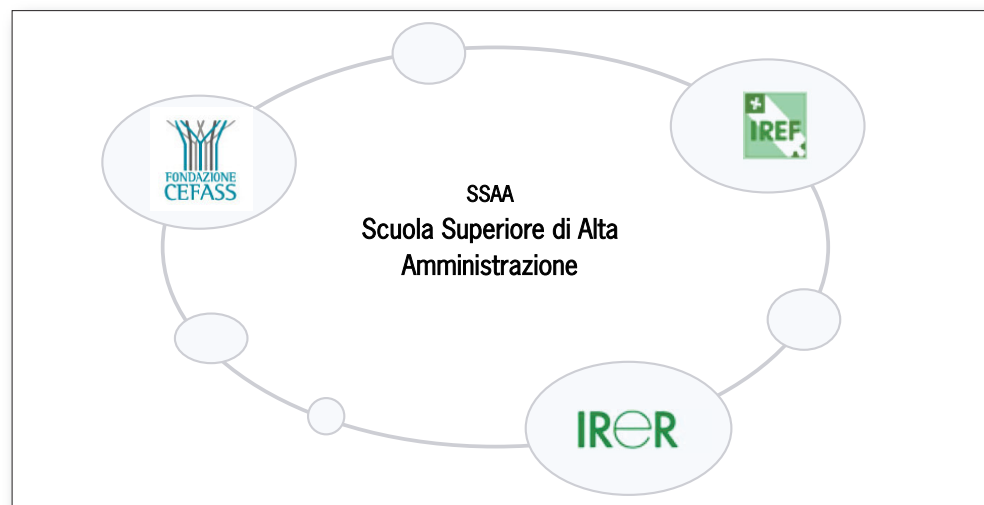 FONDAZIONE
CEFASS
IREF
SSAA
Scuola Superiore di Alta
Amministrazione
IReR